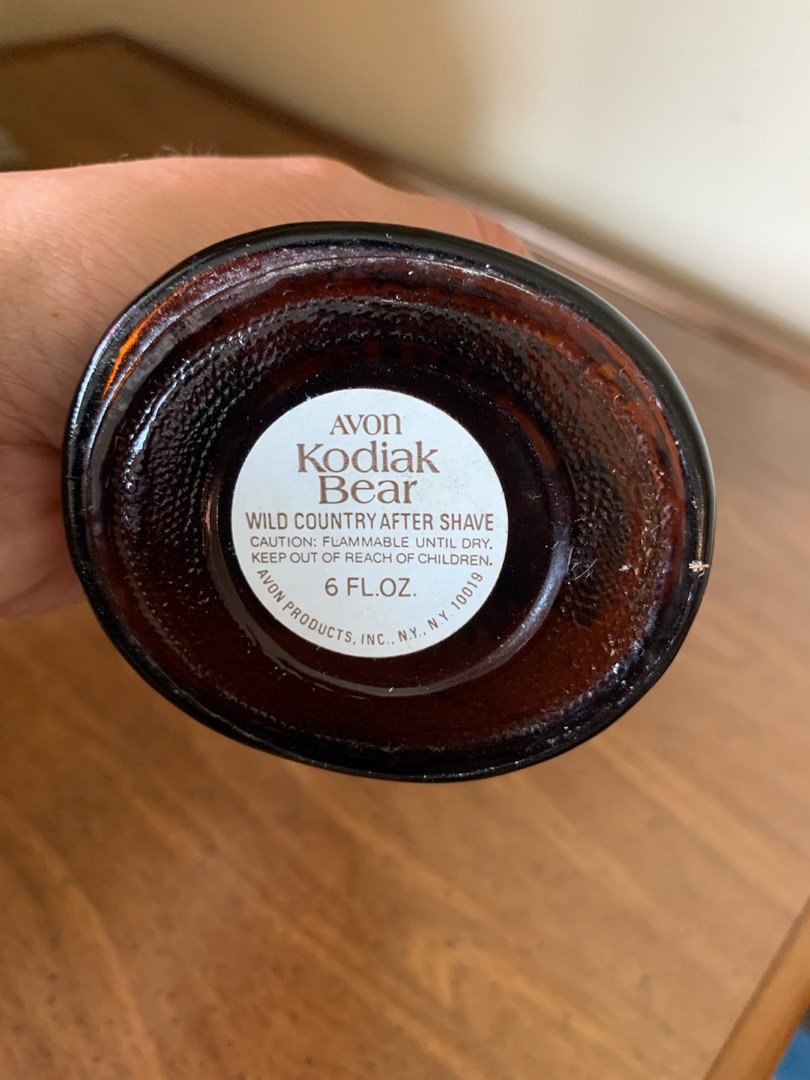 AVON
Kodiak
Bear
WILD COUNTRY AFTER SHAVE
CAUTION: FLAMMABLE UNTIL DRY.
KEEP OUT OF REACH OF CHILDREN.
6 FL.OZ.
AVON PRODUCTS, INC., N.Y., N.Y. 10019